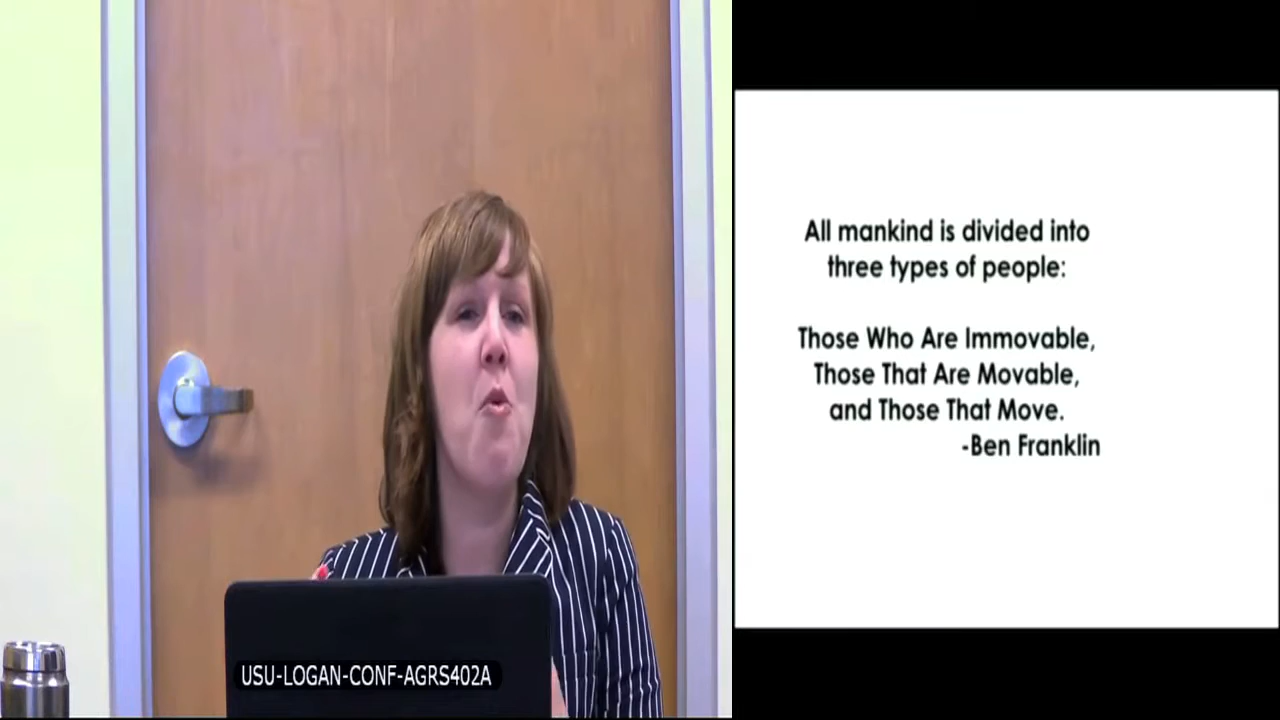 All mankind is divided into
three types of people:
Those Who Are Immovable,
Those That Are Movable,
and Those That Move.
-Ben Franklin
USU-LOGAN-CONF-AGRS402A